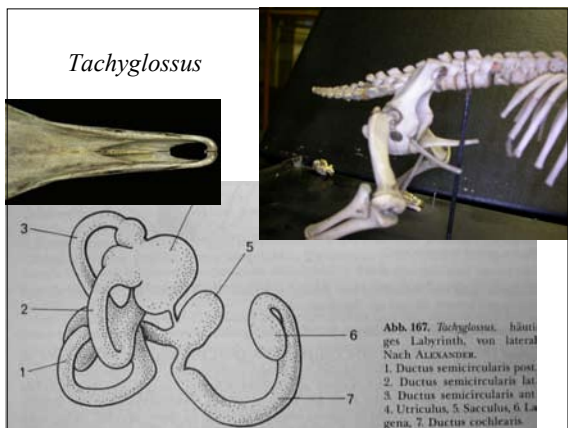 Tachyglossus
3
2
1
5
6
7
Abb. 167. Tachyglossus, häuti
ges Labyrinth, von lateral
Nach ALEXANDER.
1. Ductus semicircularis post.
2. Ductus semicircularis lat
3. Ductus semicircularis ant
4. Utriculus, 5. Sacculus, 6. La
gena, 7. Ductus cochlearis